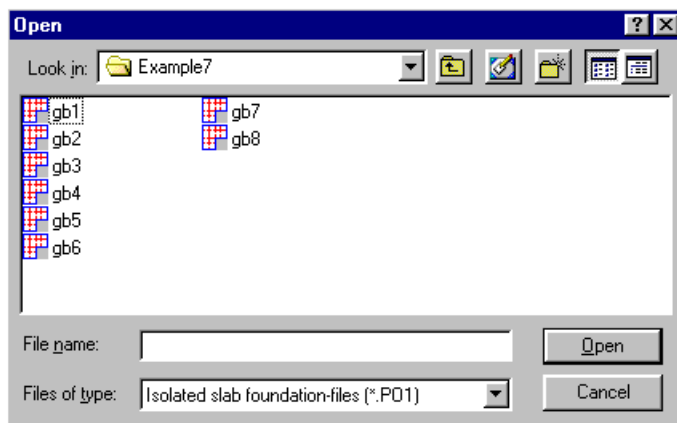 Open
Look in: Example7
gb1
gb2
gb3
gb4
gb5
gb6
gb7
gb8
File name:
Open
Files of type: Isolated slab foundation-files (*.PO1)
Cancel